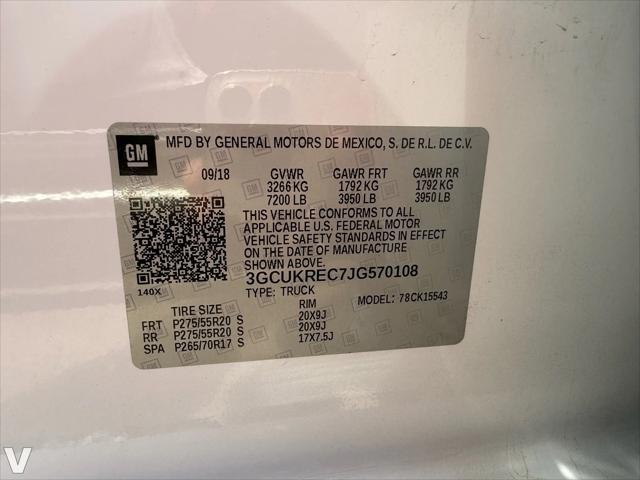 GM
MFD BY GENERAL MOTORS DE MEXICO, S. DE R.L. DE C.V.
09/18 GVWR GAWR FRT GAWR RR
3266 KG 1792 KG 1792 KG
7200 LB 3950 LB 3950 LB
THIS VEHICLE CONFORMS TO ALL
APPLICABLE U.S. FEDERAL MOTOR
VEHICLE SAFETY STANDARDS IN EFFECT
ON THE DATE OF MANUFACTURE
SHOWN ABOVE.
140X
3GCUKREC7JG570108
TYPE: TRUCK MODEL: 78CK15543
TIRE SIZE RIM
FRT P275/55R20 S 20X9J
RR P275/55R20 S 20X9J
SPA P265/70R17 S 17X7.5J
V